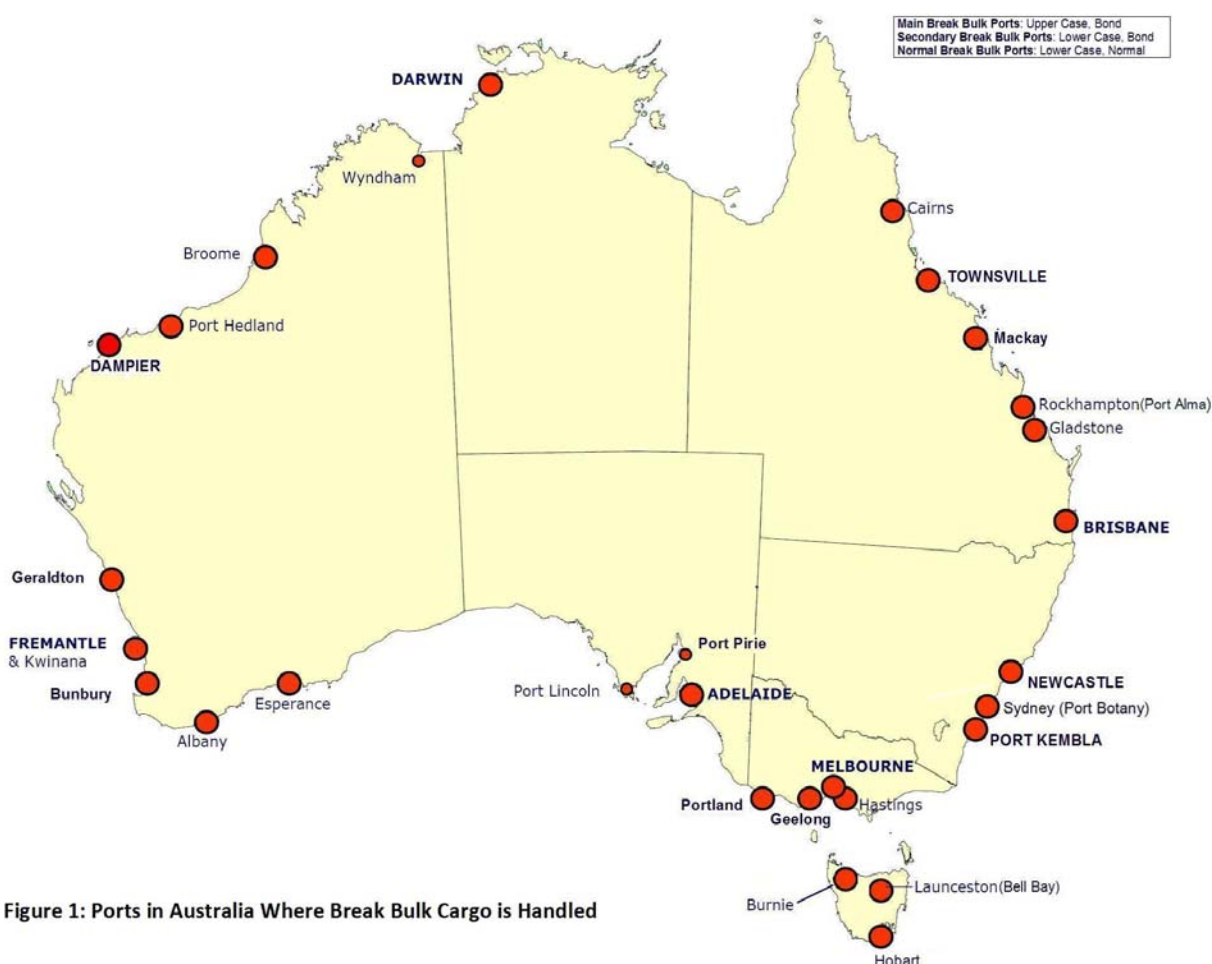 Main Break Bulk Ports: Upper Case, Bond
Secondary Break Bulk Ports: Lower Case, Bond
Normal Break Bulk Ports: Lower Case, Normal
DARWIN
Wyndham
Cairns
Broome
TOWNSVILLE
Port Hedland
Mackay
DAMPIER
Rockhampton(Port Alma)
Gladstone
BRISBANE
Geraldton
FREMANTLE
& Kwinana
Port Pirie
Bunbury
Port Lincoln
ADELAIDE
NEWCASTLE
Esperance
Sydney (Port Botany)
Albany
PORT KEMBLA
MELBOURNE
Portland
Hastings
Geelong
Launceston(Bell Bay)
Burnie
Figure 1: Ports in Australia Where Break Bulk Cargo is Handled
Hobart